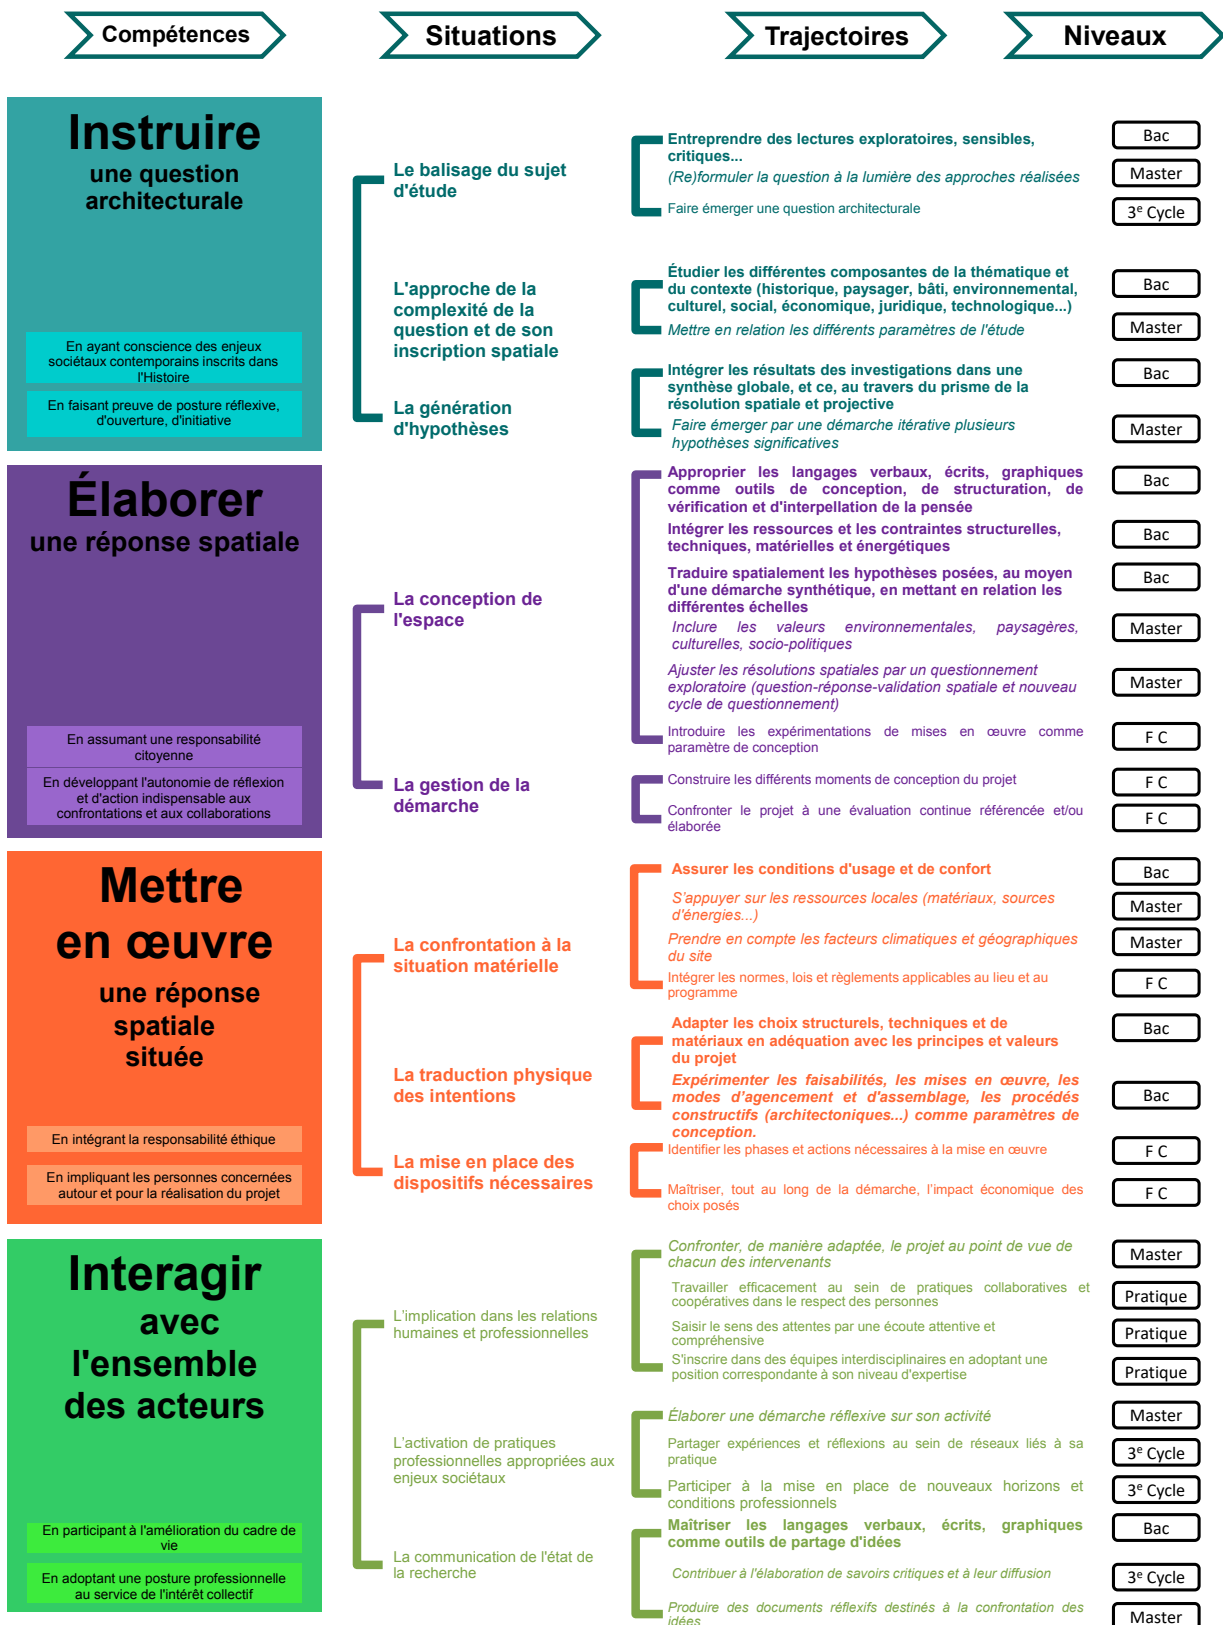 Compétences
Situations
Trajectoires
Niveaux
Instruire
une question
architecturale
En ayant conscience des enjeux
sociétaux contemporains inscrits dans
l'Histoire
En faisant preuve de posture réflexive,
d'ouverture, d'initiative
Le balisage du sujet
d'étude
Entreprendre des lectures exploratoires, sensibles,
critiques...
Bac
(Re)formuler la question à la lumière des approches réalisées
Master
Faire émerger une question architecturale
3e Cycle
L'approche de la
complexité de la
question et de son
inscription spatiale
Étudier les différentes composantes de la thématique et
du contexte (historique, paysager, bâti, environnemental,
culturel, social, économique, juridique, technologique...)
Bac
Mettre en relation les différents paramètres de l'étude
Master
La génération
d'hypothèses
Intégrer les résultats des investigations dans une
synthèse globale, et ce, au travers du prisme de la
résolution spatiale et projective
Bac
Faire émerger par une démarche itérative plusieurs
hypothèses significatives
Master
Élaborer
une réponse spatiale
En assumant une responsabilité
citoyenne
En développant l'autonomie de réflexion
et d'action indispensable aux
confrontations et aux collaborations
La conception de
l'espace
Approprier les langages verbaux, écrits, graphiques
comme outils de conception, de structuration, de
vérification et d'interpellation de la pensée
Bac
Intégrer les ressources et les contraintes structurelles,
techniques, matérielles et énergétiques
Bac
Traduire spatialement les hypothèses posées, au moyen
d'une démarche synthétique, en mettant en relation les
différentes échelles
Bac
Inclure les valeurs environnementales, paysagères,
culturelles, socio-politiques
Master
Ajuster les résolutions spatiales par un questionnement
exploratoire (question-réponse-validation spatiale et nouveau
cycle de questionnement)
Master
Introduire les expérimentations de mises en œuvre comme
paramètre de conception
F C
La gestion de la
démarche
Construire les différents moments de conception du projet
F C
Confronter le projet à une évaluation continue référencée et/ou
élaborée
F C
Mettre
en œuvre
une réponse
spatiale
située
En intégrant la responsabilité éthique
En impliquant les personnes concernées
autour et pour la réalisation du projet
La confrontation à la
situation matérielle
Assurer les conditions d'usage et de confort
Bac
S'appuyer sur les ressources locales (matériaux, sources
d'énergies...)
Master
Prendre en compte les facteurs climatiques et géographiques
du site
Master
Intégrer les normes, lois et règlements applicables au lieu et au
programme
F C
La traduction physique
des intentions
Adapter les choix structurels, techniques et de
matériaux en adéquation avec les principes et valeurs
du projet
Bac
Expérimenter les faisabilités, les mises en œuvre, les
modes d'agencement et d'assemblage, les procédés
constructifs (architectoniques...) comme paramètres de
conception.
Bac
La mise en place des
dispositifs nécessaires
Identifier les phases et actions nécessaires à la mise en œuvre
F C
Maîtriser, tout au long de la démarche, l'impact économique des
choix posés
F C
Interagir
avec
l'ensemble
des acteurs
En participant à l'amélioration du cadre de
vie
En adoptant une posture professionnelle
au service de l'intérêt collectif
L'implication dans les relations
humaines et professionnelles
Confronter, de manière adaptée, le projet au point de vue de
chacun des intervenants
Master
Travailler efficacement au sein de pratiques collaboratives et
coopératives dans le respect des personnes
Pratique
Saisir le sens des attentes par une écoute attentive et
compréhensive
Pratique
S'inscrire dans des équipes interdisciplinaires en adoptant une
position correspondante à son niveau d'expertise
Pratique
L'activation de pratiques
professionnelles appropriées aux
enjeux sociétaux
Élaborer une démarche réflexive sur son activité
Master
Partager expériences et réflexions au sein de réseaux liés à sa
pratique
3e Cycle
Participer à la mise en place de nouveaux horizons et
conditions professionnels
3e Cycle
La communication de l'état de
la recherche
Maîtriser les langages verbaux, écrits, graphiques
comme outils de partage d'idées
Bac
Contribuer à l'élaboration de savoirs critiques et à leur diffusion
3e Cycle
Produire des documents réflexifs destinés à la confrontation des
idées
Master